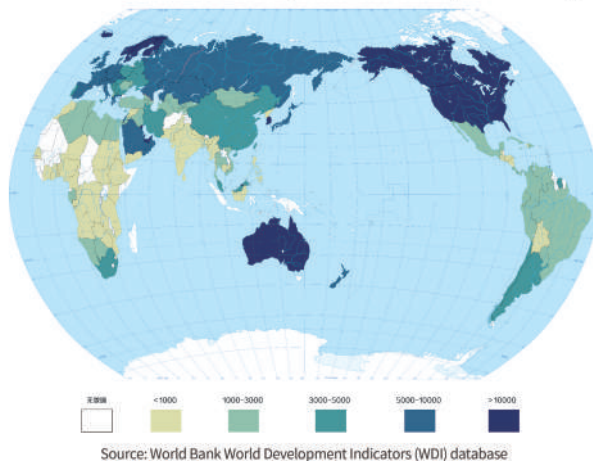 无数据
<1000
1000-3000
3000-5000
5000-10000
>10000
Source: World Bank World Development Indicators (WDI) database